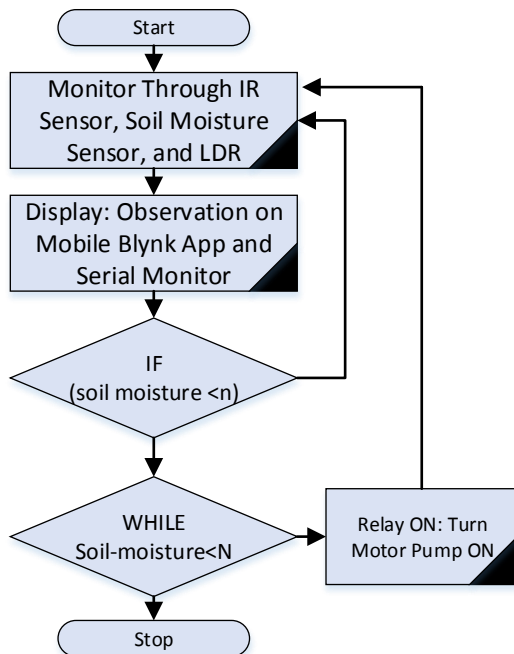 Start
Monitor Through IR
Sensor, Soil Moisture
Sensor, and LDR
Display: Observation on
Mobile Blynk App and
Serial Monitor
IF
(soil moisture <n)
WHILE
Soil-moisture<N
Relay ON: Turn
Motor Pump ON
Stop